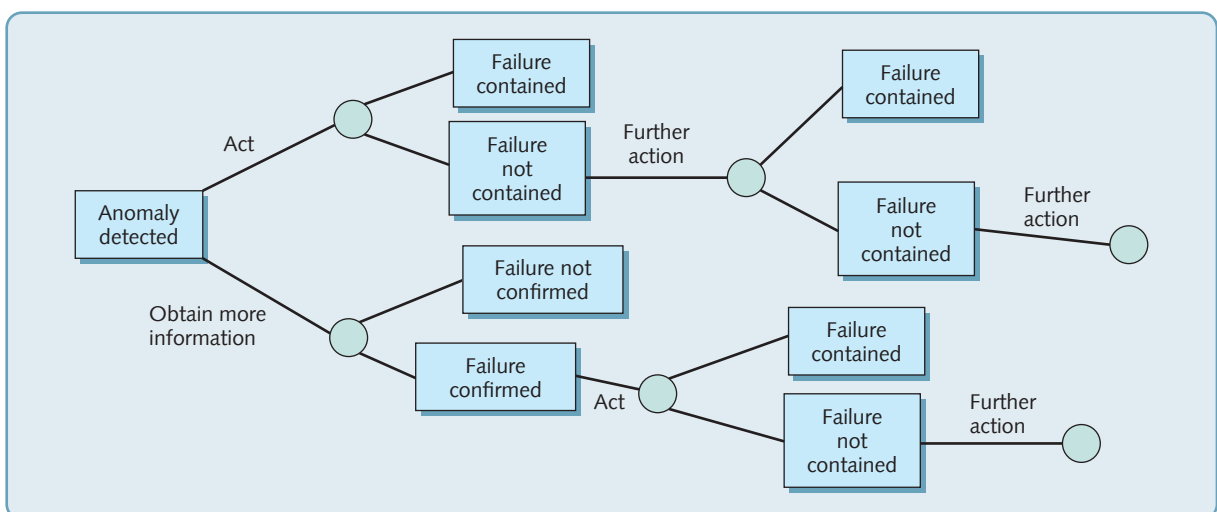 Failure
contained
Failure
contained
Act
Failure
not
contained
Further
action
Anomaly
detected
Failure
not
contained
Further
action
Obtain more
information
Failure not
confirmed
Failure
confirmed
Act
Failure
contained
Failure
not
contained
Further
action